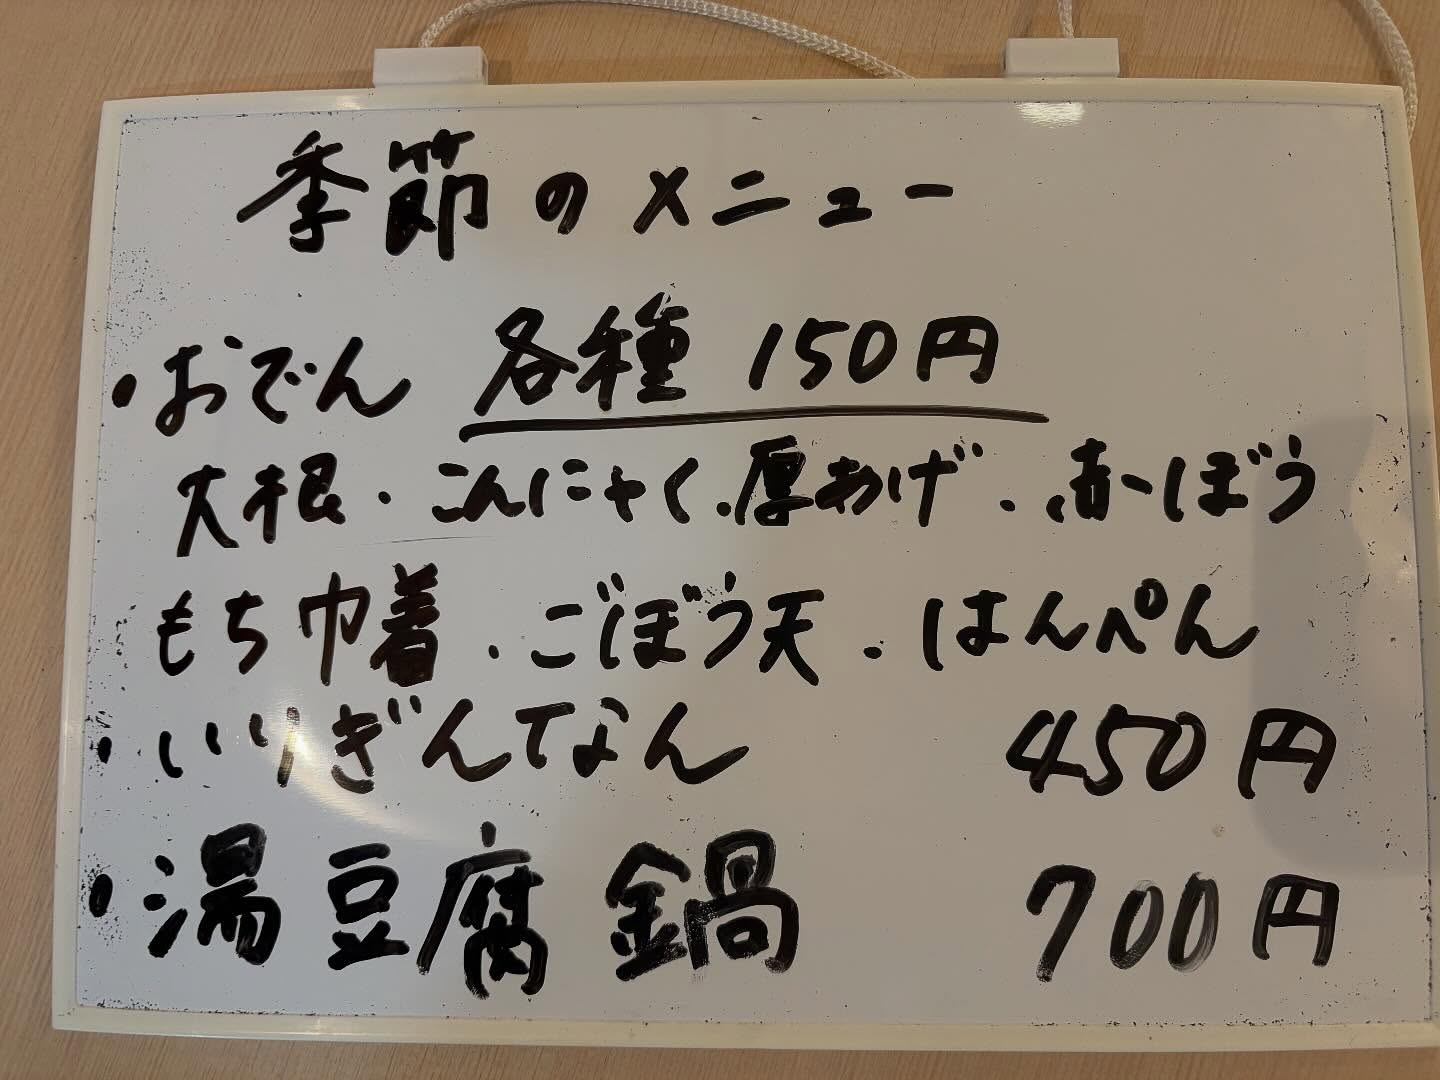 季節のメニュー
・おでん 各種 150円
大根・こんにゃく・厚あげ・赤ーぼう
もち巾着・ごぼう天・はんぺん
・いりぎんなん 450円
・湯豆腐鍋 700円